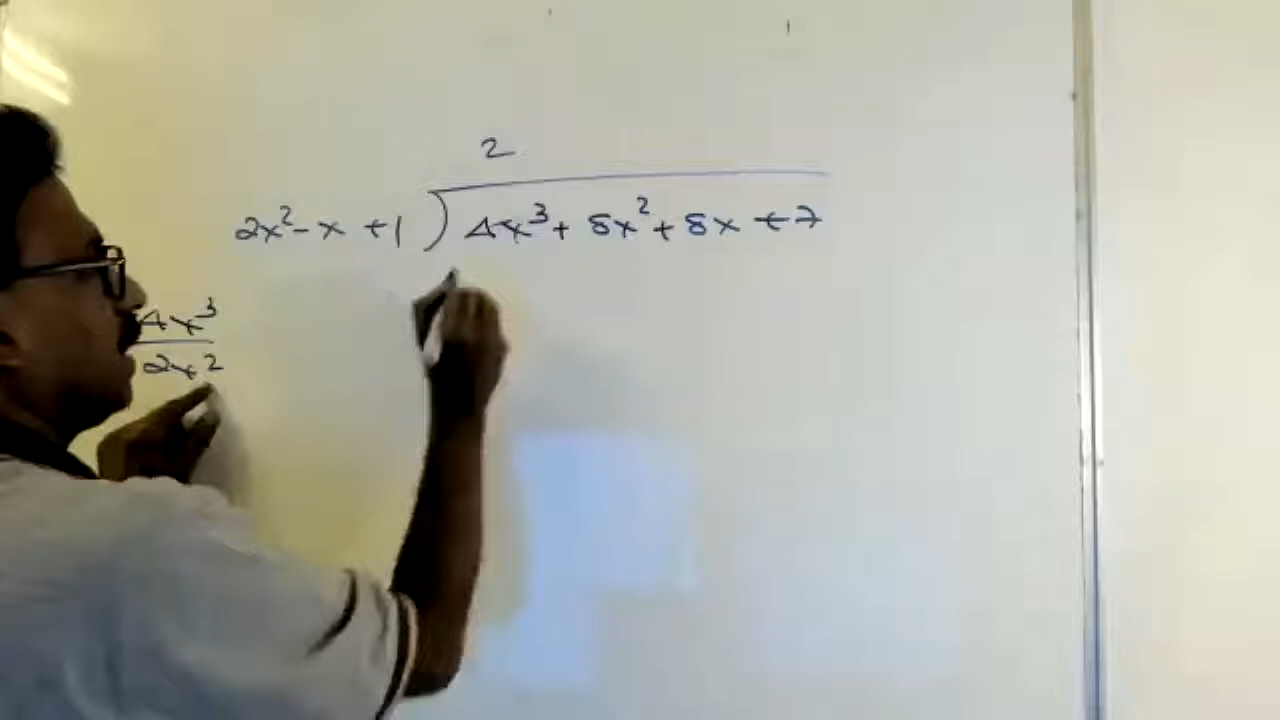 2
2x² - x + 1 ) 4x³ + 8x² + 8x + 7
4x³
2x²